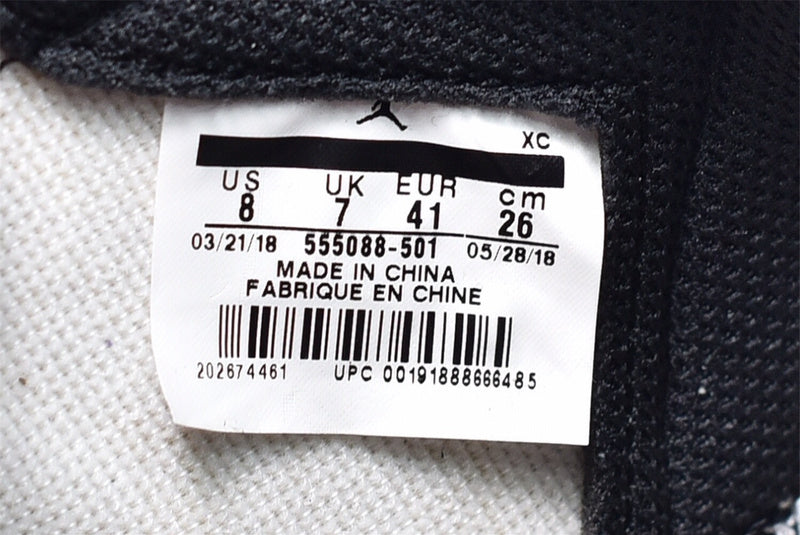 XC
US UK EUR cm
8 7 41 26
03/21/18 555088-501 05/28/18
MADE IN CHINA
FABRIQUE EN CHINE
202674461 UPC 00191888666485